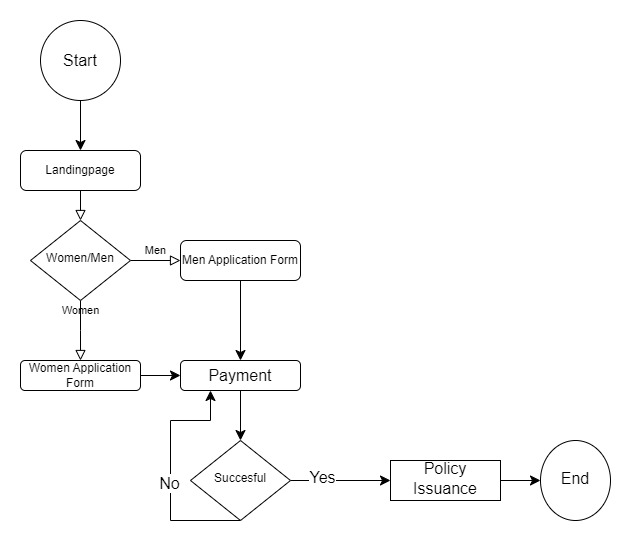 Start
Landingpage
Women/Men
Men
Men Application Form
Women
Women Application
Form
Payment
Succesful
No
Yes
Policy
Issuance
End